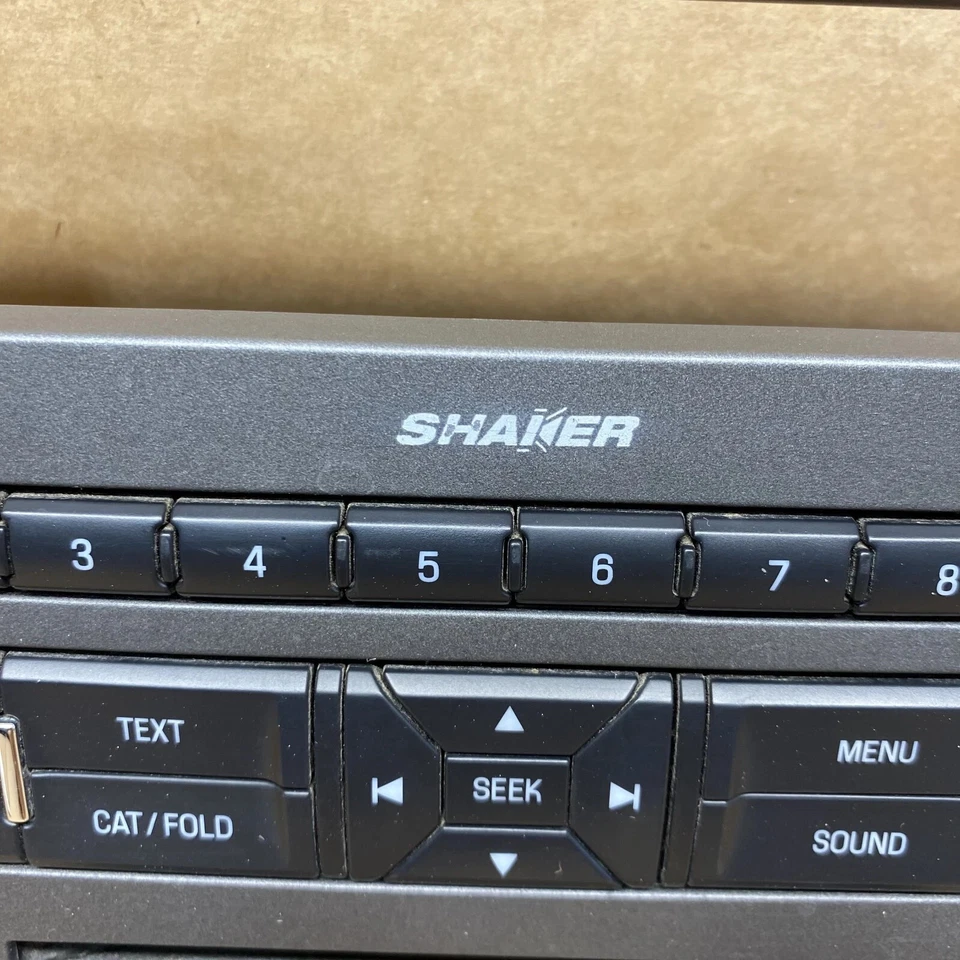 SHAKER
3 4 5 6 7 8
TEXT
MENU
SEEK
CAT / FOLD
SOUND